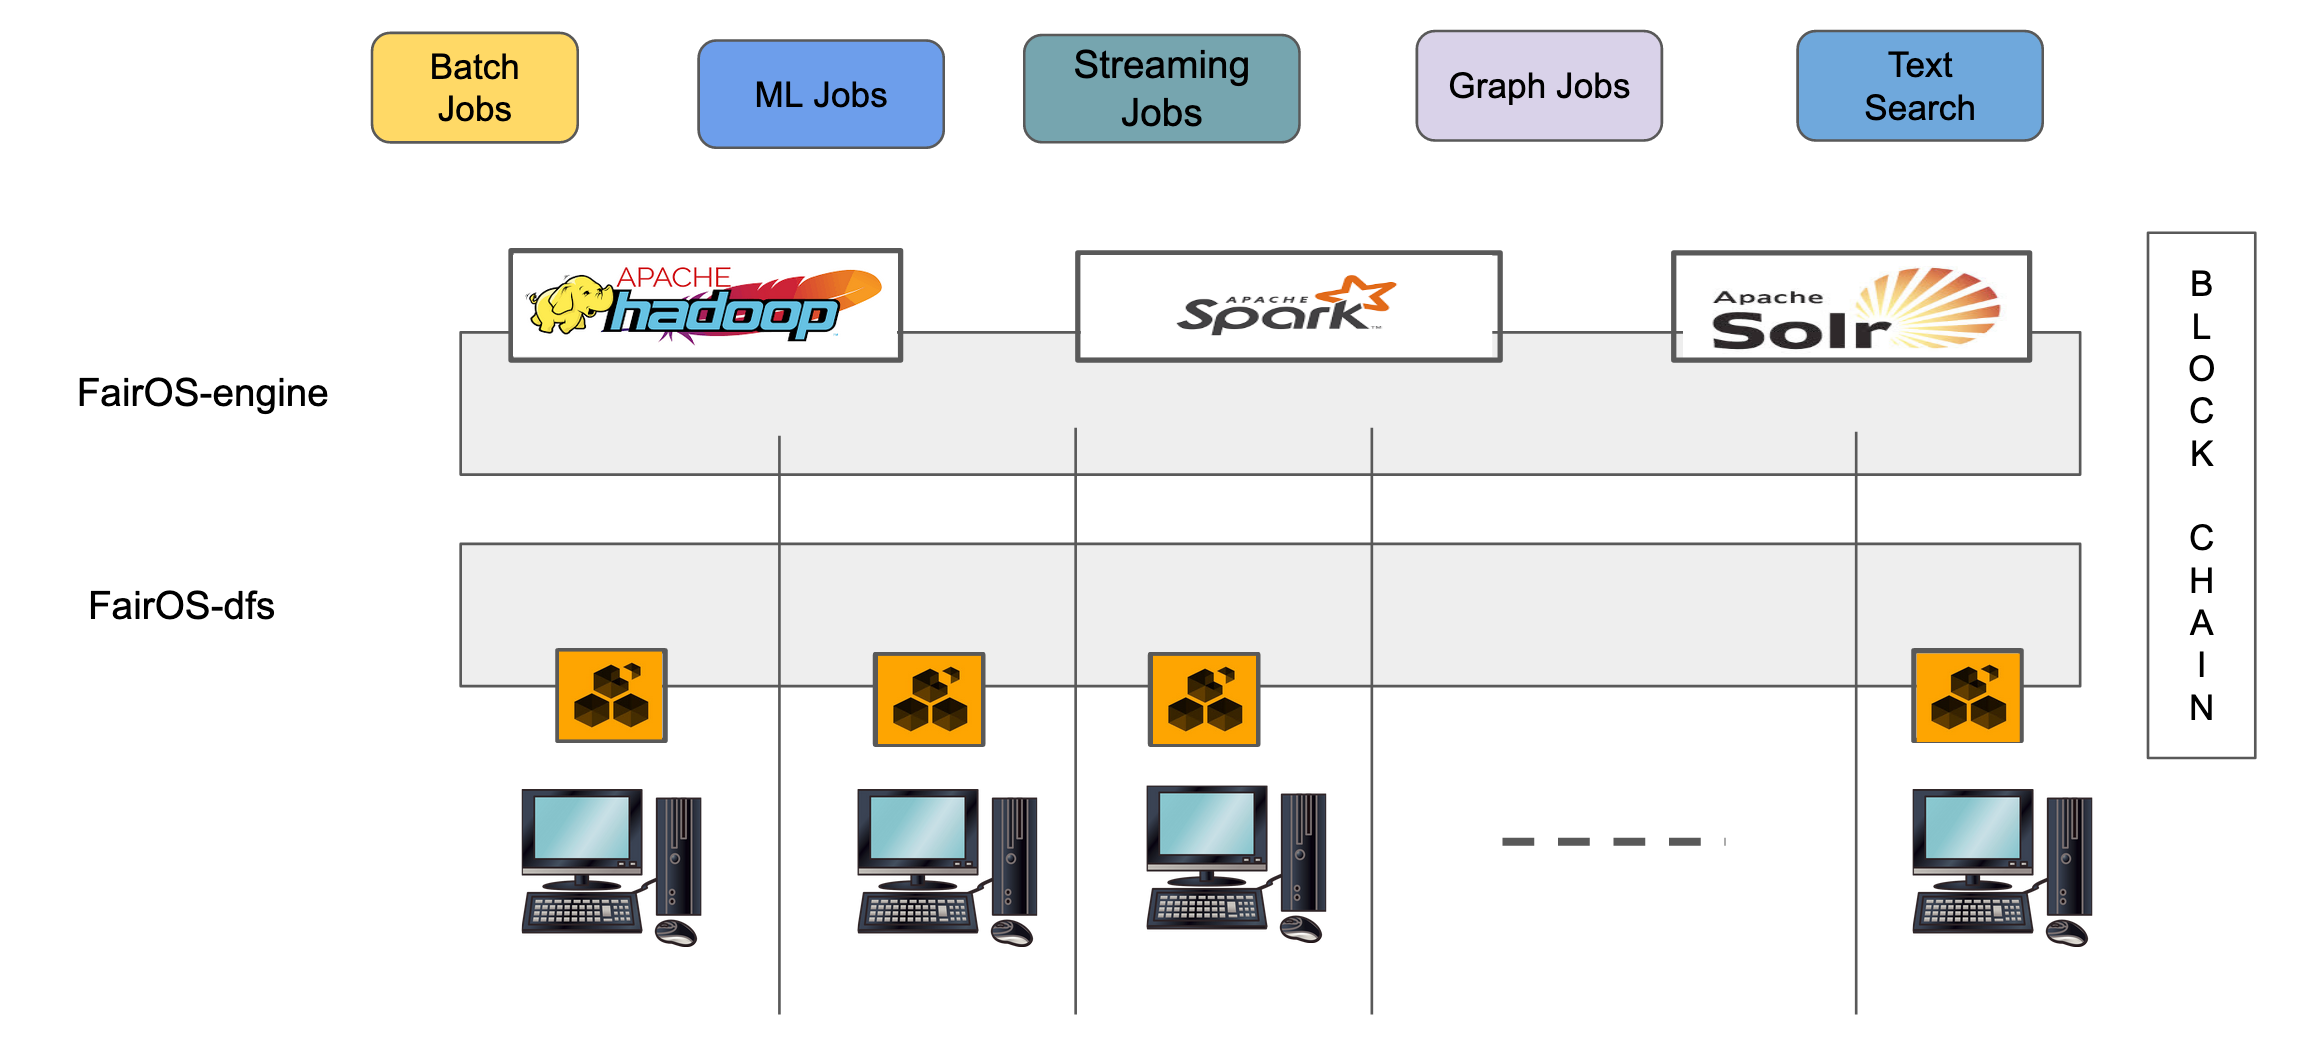 Batch
Jobs
ML Jobs
Streaming
Jobs
Graph Jobs
Text
Search
APACHE
hadoop
APACHE
Spark™
Apache
Solr
FairOS-engine
FairOS-dfs
B
L
O
C
K
C
H
A
I
N